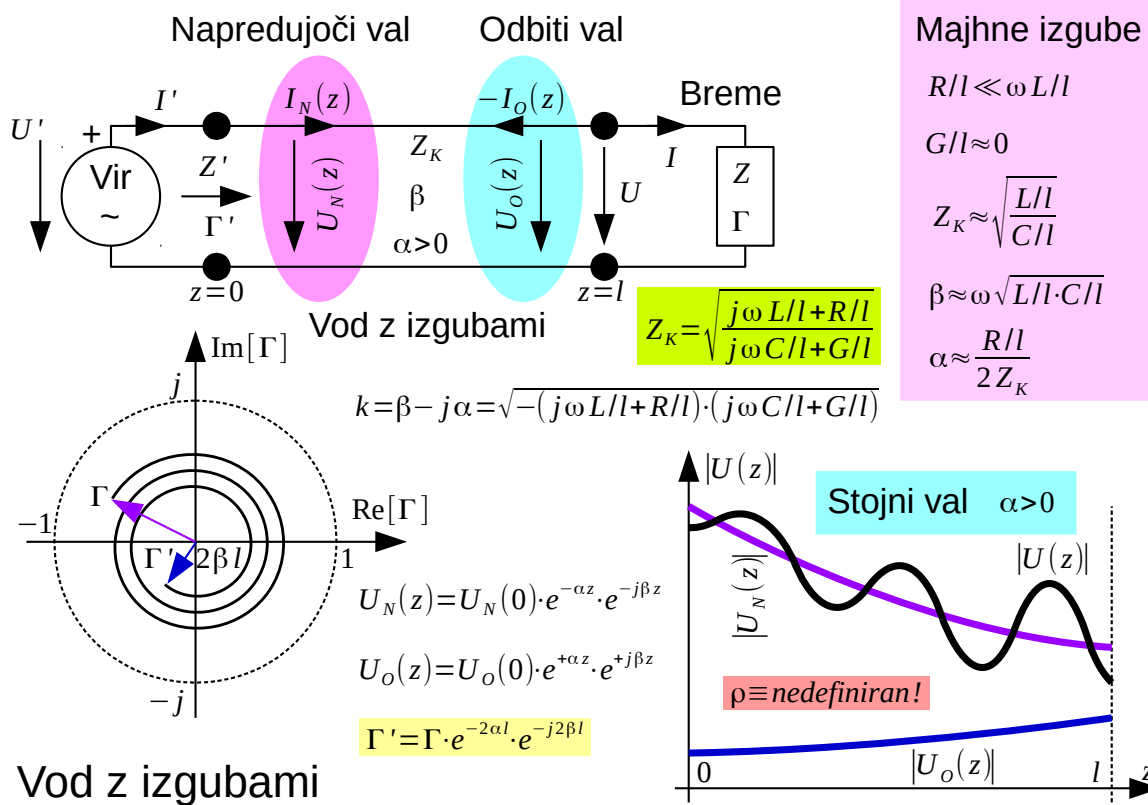 Napredujoči val
Odbiti val
Majhne izgube
R/l≪ωL/l
G/l≈0
Z_K≈√((L/l)/(C/l))
β≈ω√(L/l·C/l)
α≈(R/l)/(2Z_K)
U'
I'
+
Vir
~
Z'
Γ'
I_N(z)
U_N(z)
Z_K
β
α>0
−I_O(z)
U_O(z)
U
I
Breme
Z
Γ
z=0
z=l
Vod z izgubami
Z_K=√((jωL/l+R/l)/(jωC/l+G/l))
k=β−jα=√(−(jωL/l+R/l)·(jωC/l+G/l))
Im[Γ]
j
Γ
−1
Re[Γ]
Γ'
2βl
1
−j
U_N(z)=U_N(0)·e^(−αz)·e^(−jβz)
U_O(z)=U_O(0)·e^(+αz)·e^(+jβz)
Γ'=Γ·e^(−2αl)·e^(−j2βl)
|U(z)|
Stojni val α>0
|U_N(z)|
|U(z)|
ρ≡nedefiniran!
0
|U_O(z)|
l
z
Vod z izgubami